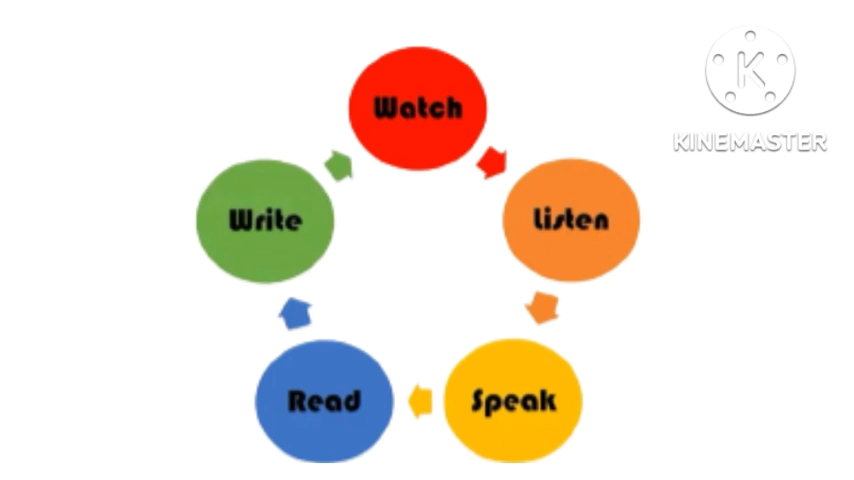 Watch
KINEMASTER
Write
Listen
Read
Speak